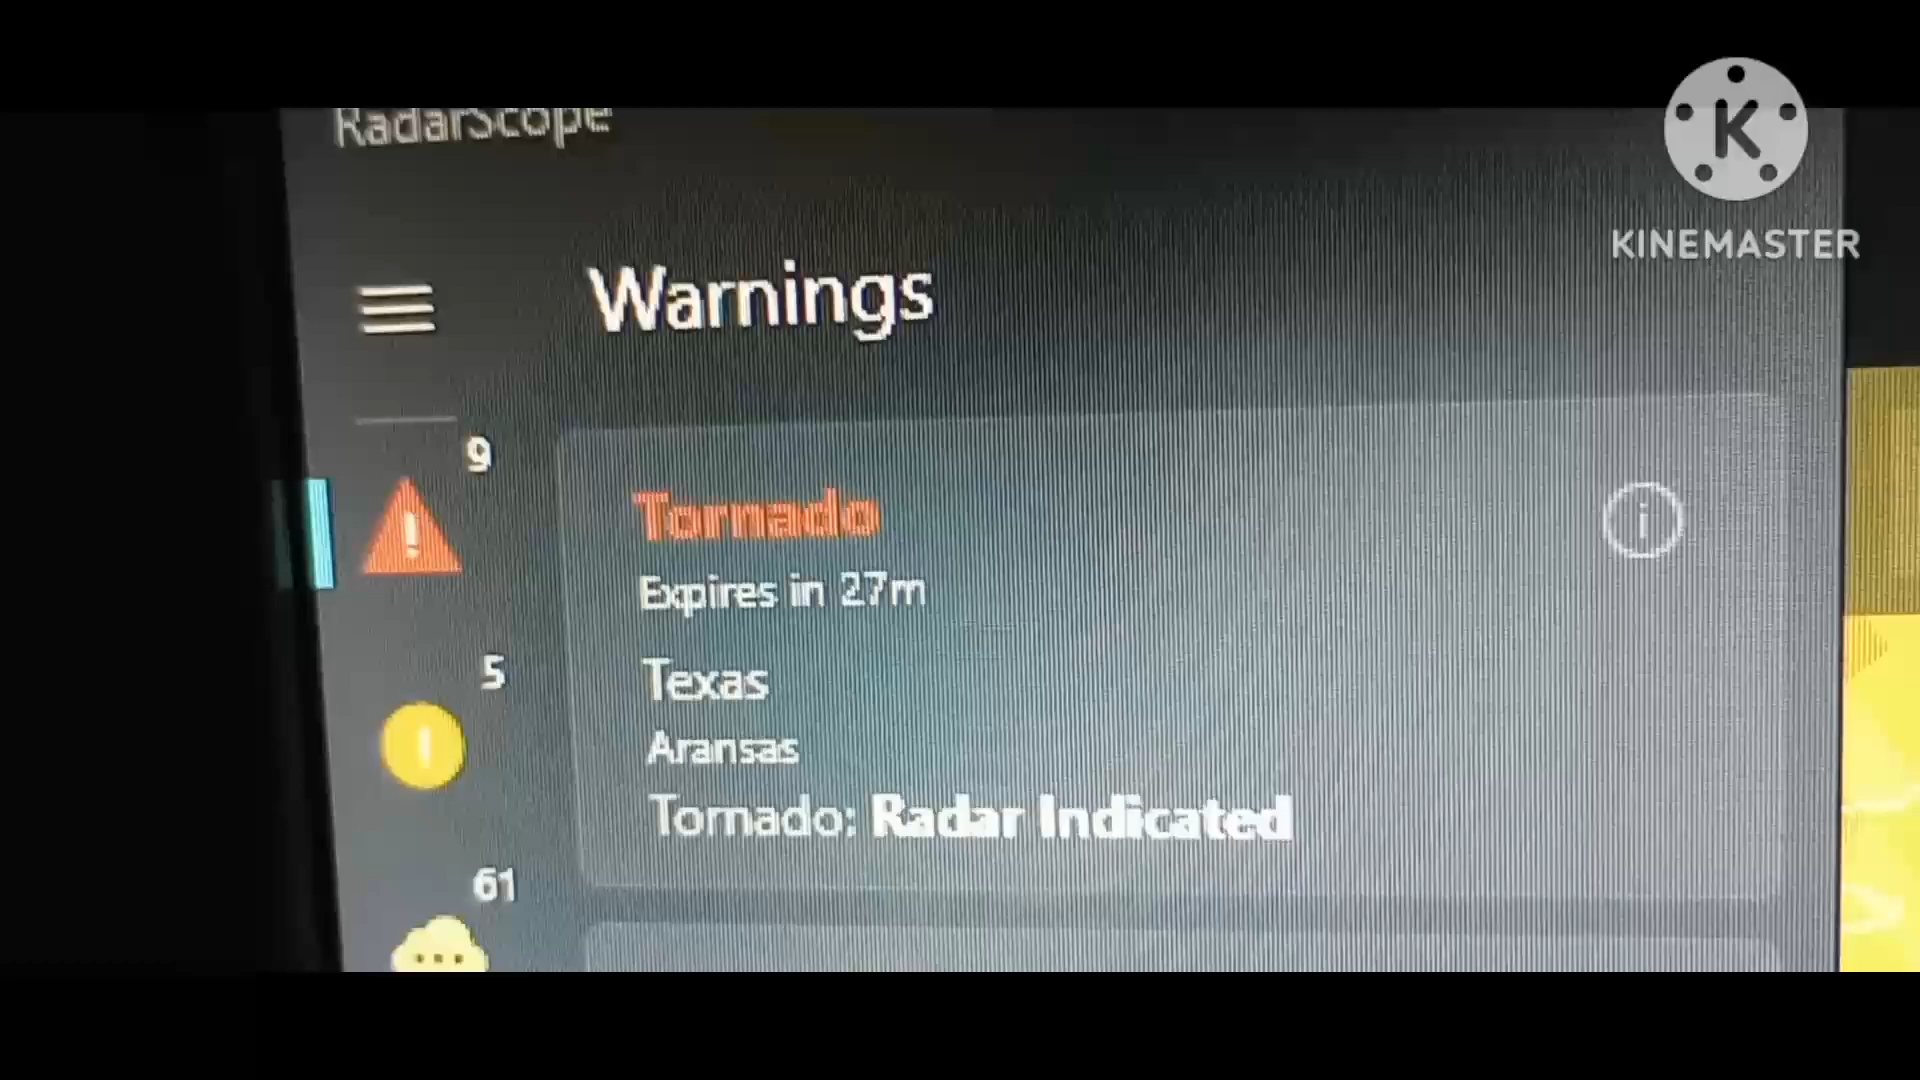 RadarScope
K
KINEMASTER
Warnings
9
Tornado
Expires in 27m
5
Texas
Aransas
Tornado: Radar Indicated
61